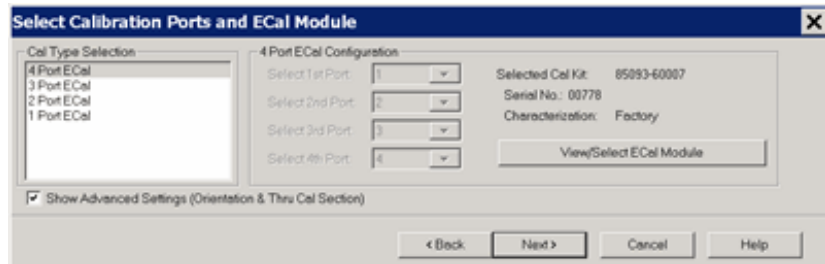 Select Calibration Ports and ECal Module
Cal Type Selection
4 Port ECal
3 Port ECal
2 Port ECal
1 Port ECal
4 Port ECal Configuration
Select 1st Port: 1
Select 2nd Port: 2
Select 3rd Port: 3
Select 4th Port: 4
Selected Cal Kit: 85093-60007
Serial No.: 00778
Characterization: Factory
View/Select ECal Module
Show Advanced Settings (Orientation & Thru Cal Section)
< Back
Next >
Cancel
Help